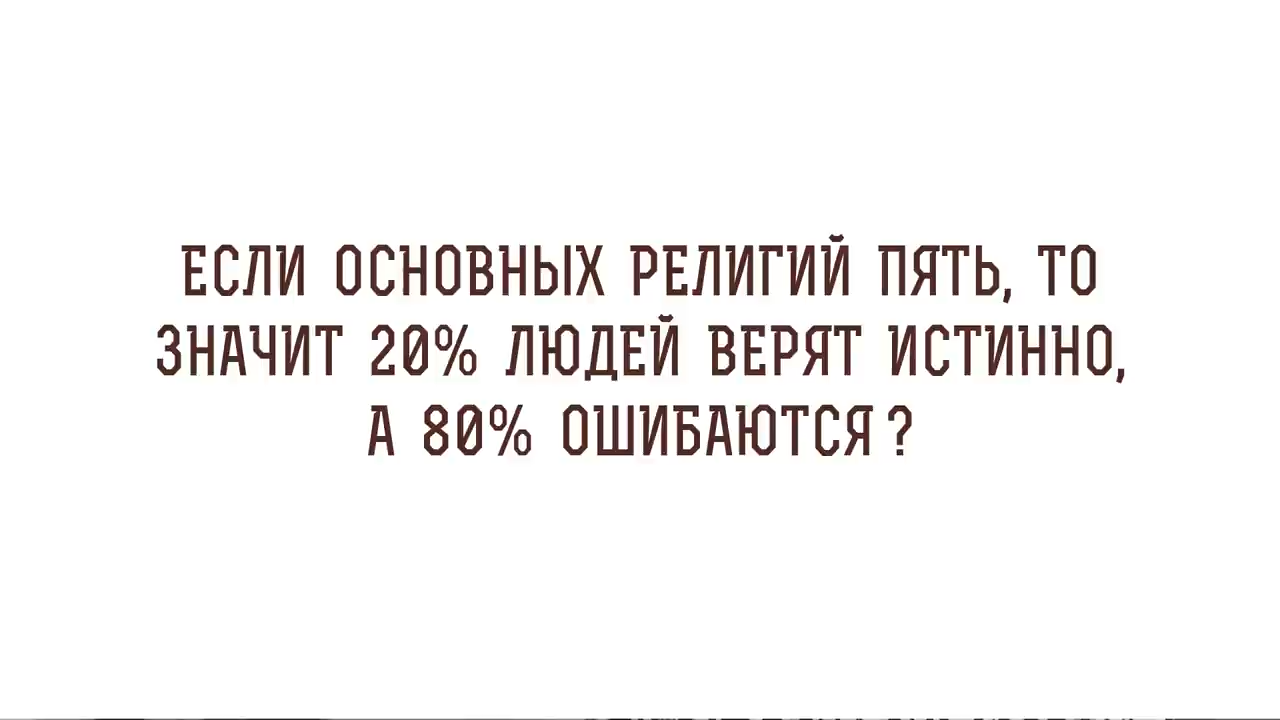 ЕСЛИ ОСНОВНЫХ РЕЛИГИЙ ПЯТЬ, ТО
ЗНАЧИТ 20% ЛЮДЕЙ ВЕРЯТ ИСТИННО,
А 80% ОШИБАЮТСЯ?